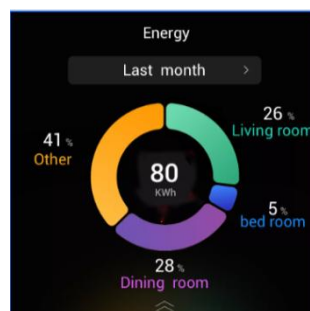 Energy
Last month
26 %
Living room
41 %
Other
80
KWh
5 %
bed room
28 %
Dining room